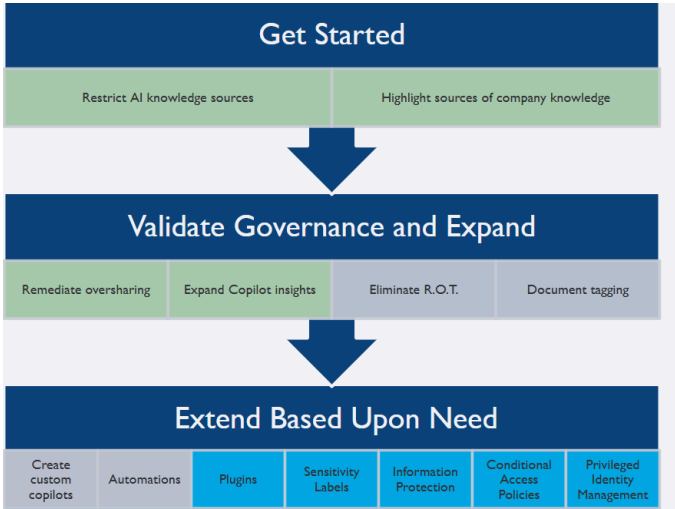 Get Started
Restrict AI knowledge sources
Highlight sources of company knowledge
Validate Governance and Expand
Remediate oversharing
Expand Copilot insights
Eliminate R.O.T.
Document tagging
Extend Based Upon Need
Create
custom
copilots
Automations
Plugins
Sensitivity
Labels
Information
Protection
Conditional
Access
Policies
Privileged
Identity
Management